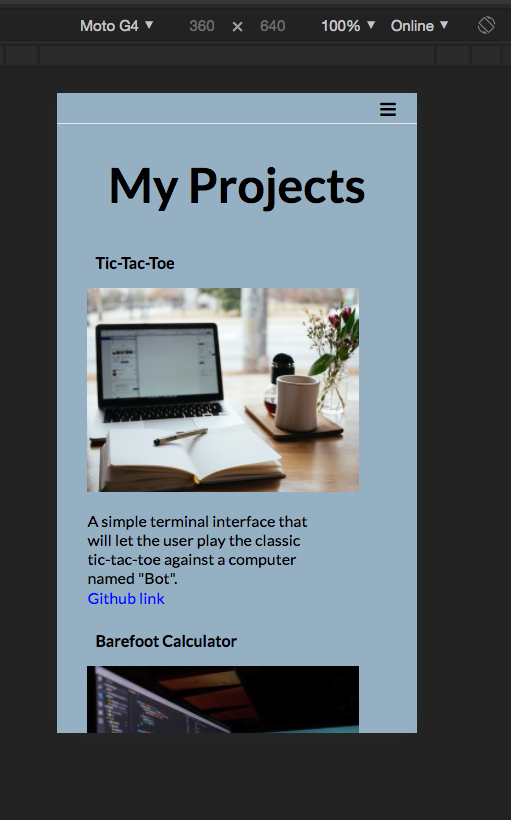 Moto G4 ▼ 360 × 640 100% ▼ Online ▼
My Projects
Tic-Tac-Toe
A simple terminal interface that
will let the user play the classic
tic-tac-toe against a computer
named "Bot".
Github link
Barefoot Calculator